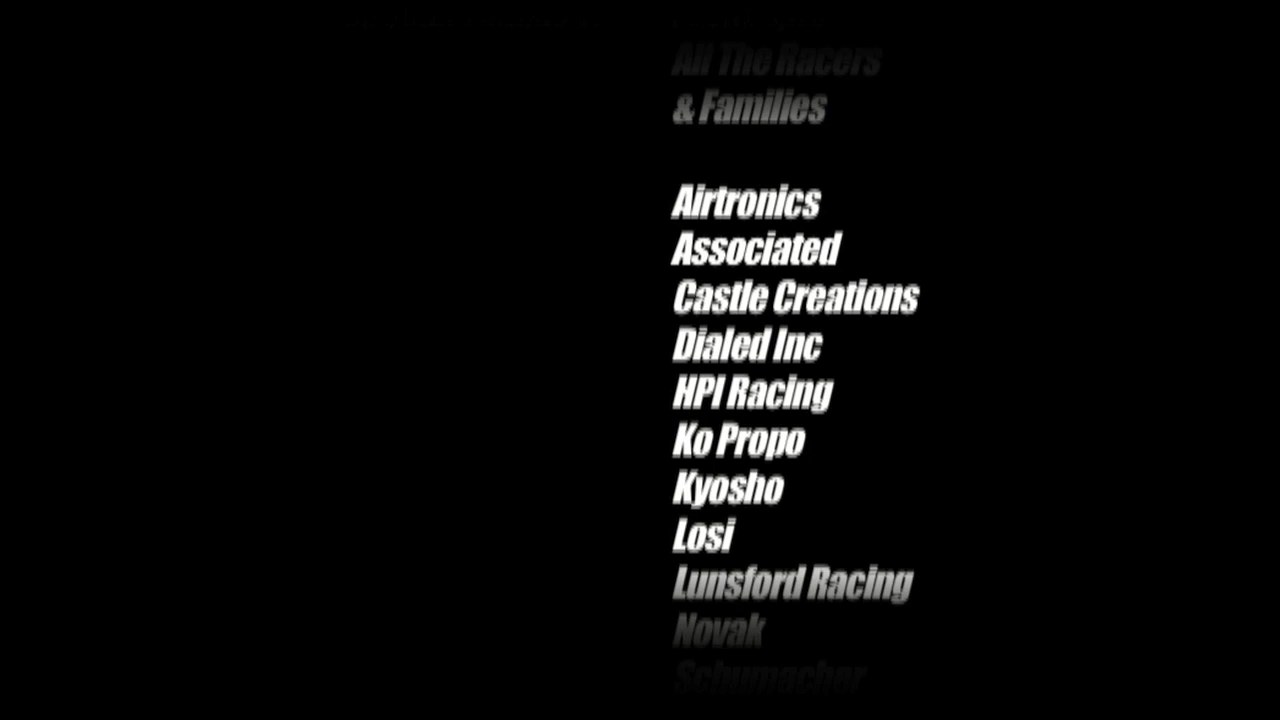 All The Racers
& Families
Airtronics
Associated
Castle Creations
Dialed Inc
HPI Racing
Ko Propo
Kyosho
Losi
Lunsford Racing
Novak
Schumacher